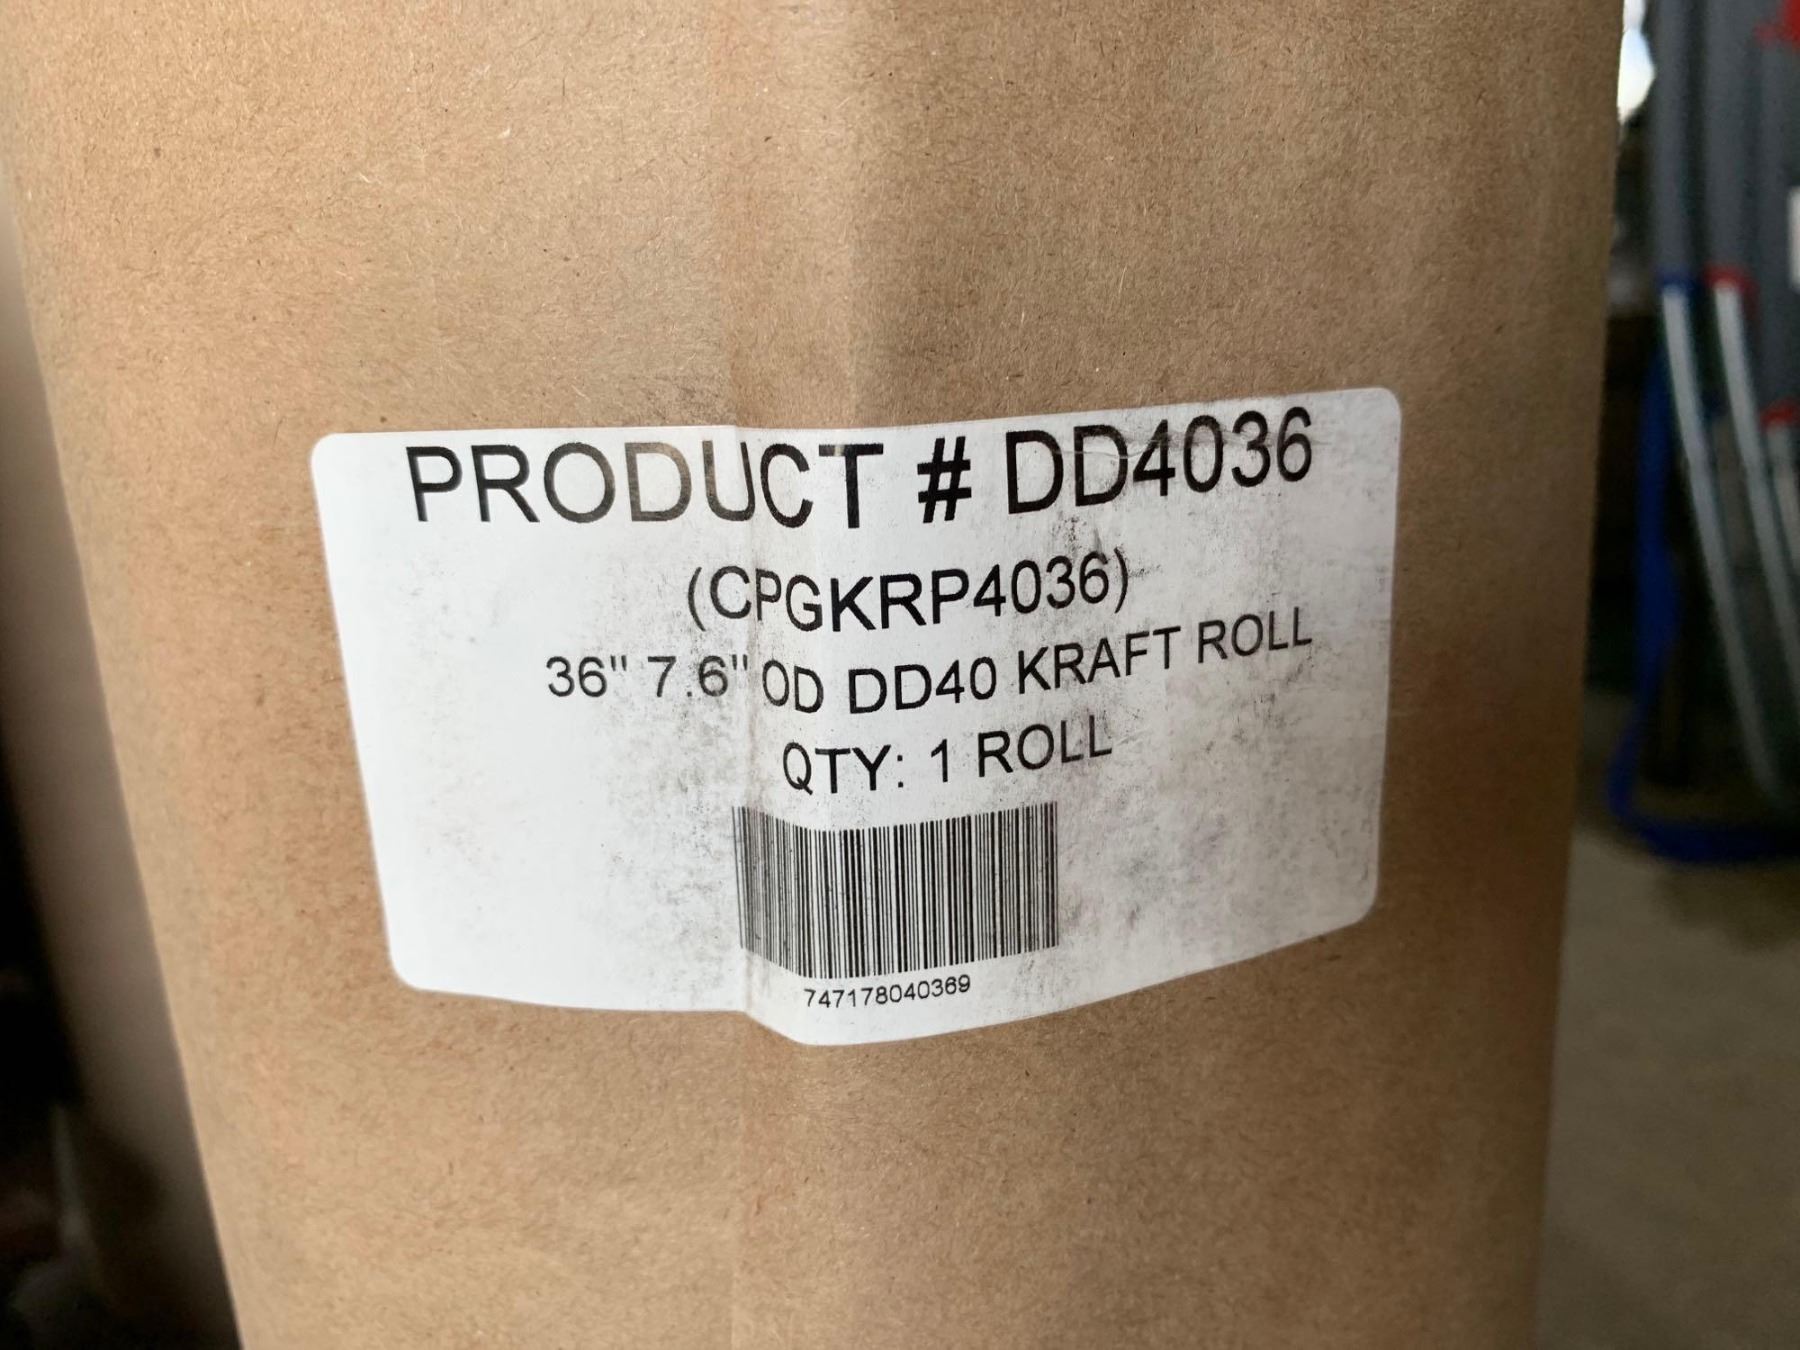 PRODUCT # DD4036
(CPGKRP4036)
36" 7.6" OD DD40 KRAFT ROLL
QTY: 1 ROLL
747178040369